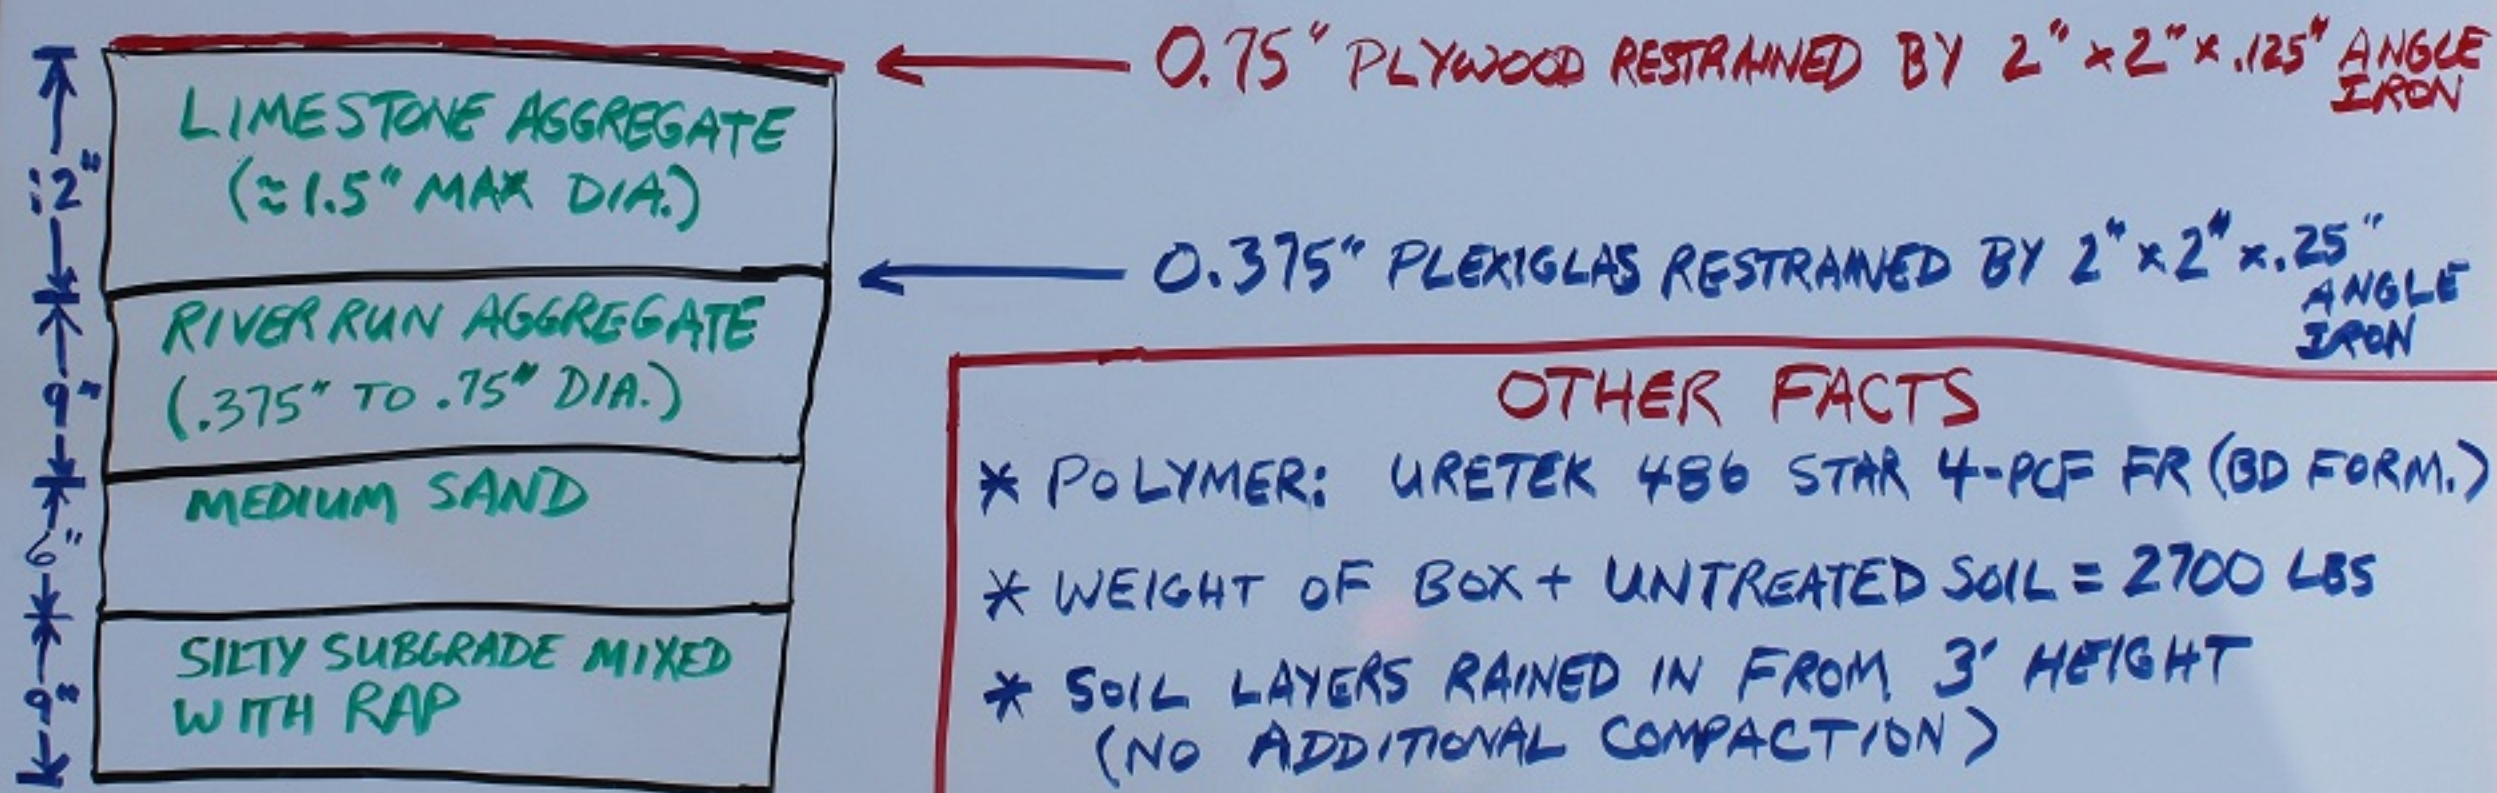 0.75" PLYWOOD RESTRAINED BY 2" x 2" x .125" ANGLE
IRON
12"
LIMESTONE AGGREGATE
(≈1.5" MAX DIA.)
0.375" PLEXIGLAS RESTRAINED BY 2" x 2" x .25"
ANGLE
IRON
9"
RIVER RUN AGGREGATE
(.375" TO .75" DIA.)
6"
MEDIUM SAND
9"
SILTY SUBGRADE MIXED
WITH RAP
OTHER FACTS
* POLYMER: URETEK 486 STAR 4-PCF FR (BD FORM.)
* WEIGHT OF BOX + UNTREATED SOIL = 2700 LBS
* SOIL LAYERS RAINED IN FROM 3' HEIGHT
(NO ADDITIONAL COMPACTION)